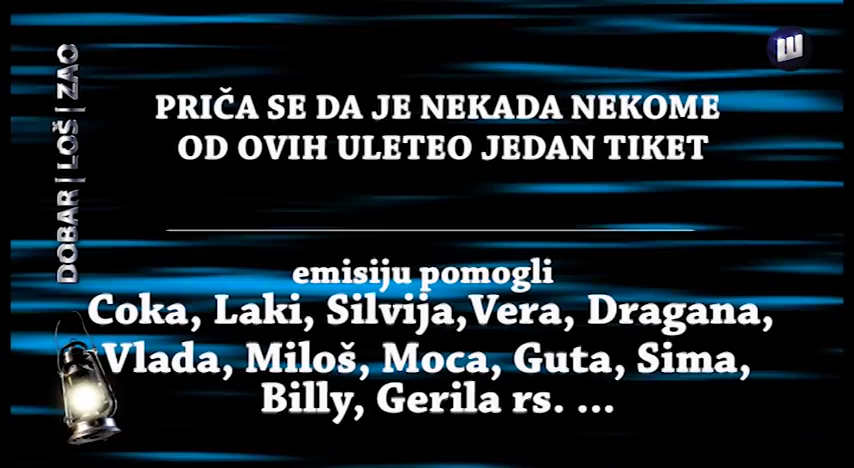 DOBAR | LOŠ | ZAO
Ш
PRIČA SE DA JE NEKADA NEKOME
OD OVIH ULETEO JEDAN TIKET
emisiju pomogli
Coka, Laki, Silvija,Vera, Dragana,
Vlada, Miloš, Moca, Guta, Sima,
Billy, Gerila rs. ...